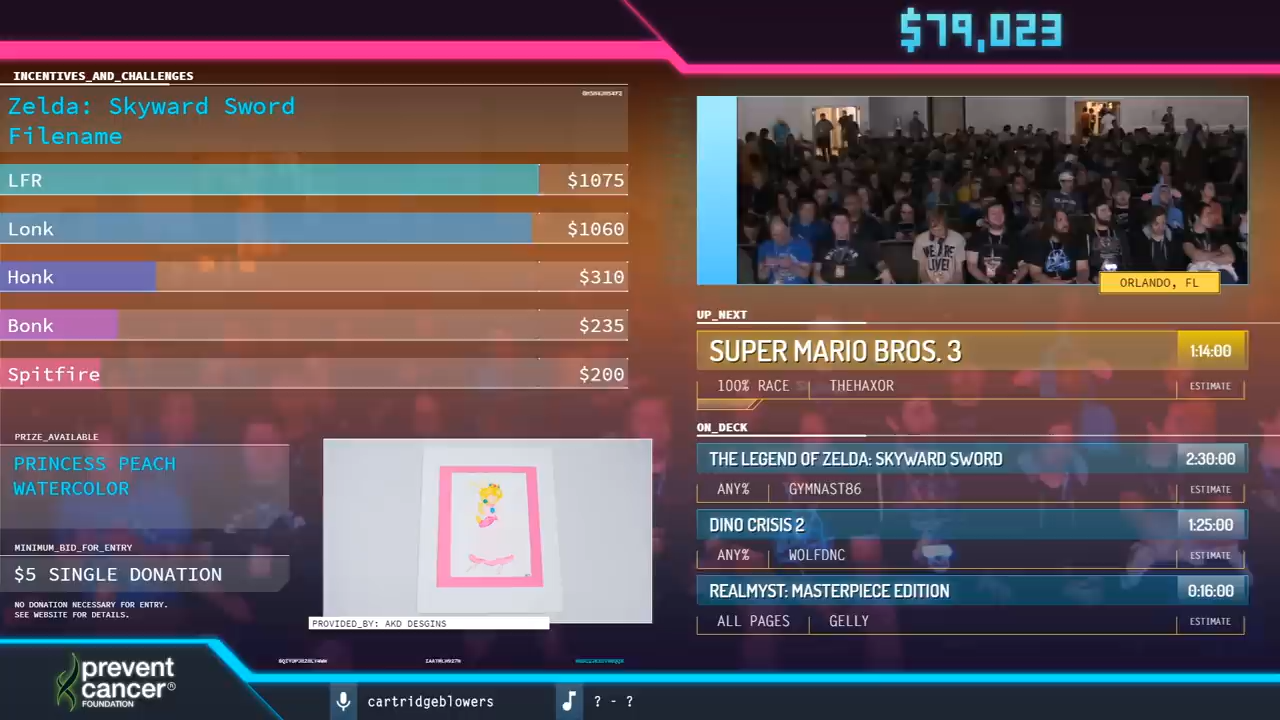 $79,023
INCENTIVES_AND_CHALLENGES
Zelda: Skyward Sword
Filename
LFR $1075
Lonk $1060
Honk $310
Bonk $235
Spitfire $200
PRIZE_AVAILABLE
PRINCESS PEACH
WATERCOLOR
MINIMUM_BID_FOR_ENTRY
$5 SINGLE DONATION
NO DONATION NECESSARY FOR ENTRY.
SEE WEBSITE FOR DETAILS.
PROVIDED_BY: AKD DESGINS
WE'RE
LIVE!
ORLANDO, FL
UP_NEXT
SUPER MARIO BROS. 3 1:14:00
100% RACE THEHAXOR ESTIMATE
ON_DECK
THE LEGEND OF ZELDA: SKYWARD SWORD 2:30:00
ANY% GYMNAST86 ESTIMATE
DINO CRISIS 2 1:25:00
ANY% WOLFDNC ESTIMATE
REALMYST: MASTERPIECE EDITION 0:16:00
ALL PAGES GELLY ESTIMATE
prevent
cancer®
FOUNDATION
cartridgeblowers
? - ?